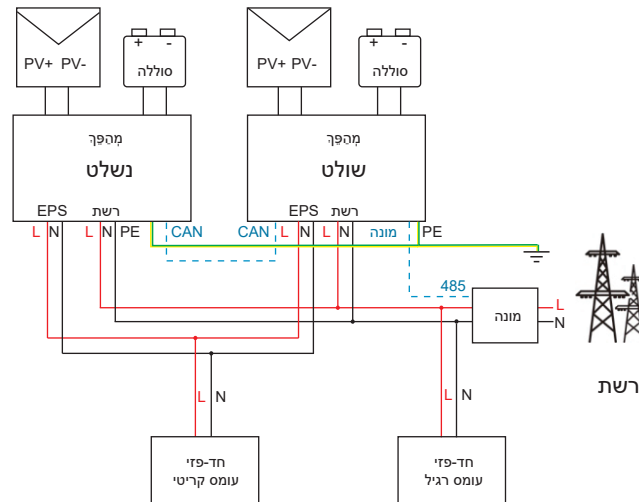 PV+ PV-
+ -
סוללה
PV+ PV-
+ -
סוללה
מְהַפֵּךְ
נשלט
מְהַפֵּךְ
שולט
EPS רשת
L N L N PE CAN
EPS רשת
CAN L N L N מונה PE
485
מונה
L
N
רשת
L N
L N
חד-פזי
עומס קריטי
חד-פזי
עומס רגיל